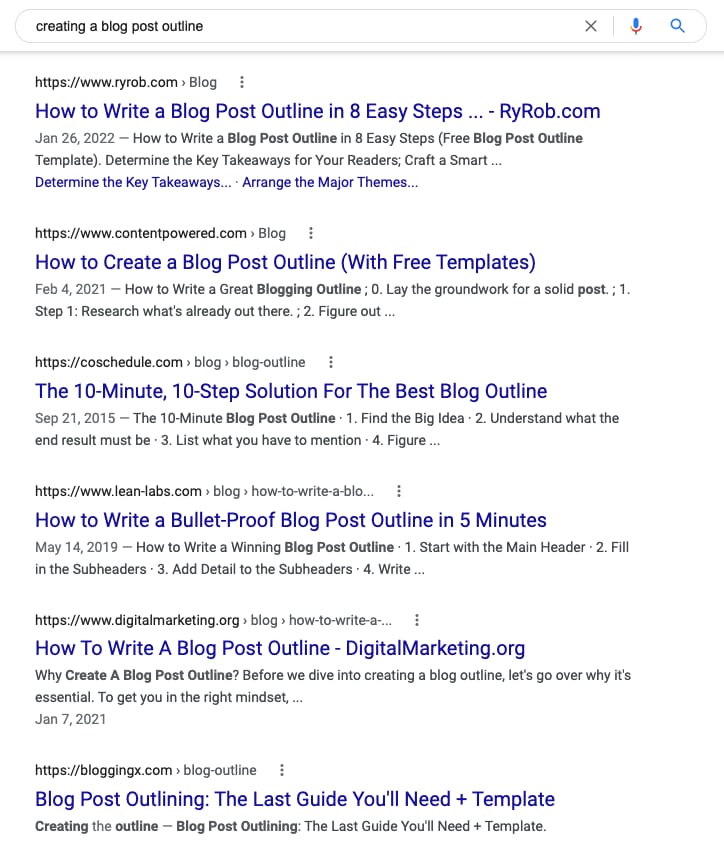 creating a blog post outline
https://www.ryrob.com › Blog
How to Write a Blog Post Outline in 8 Easy Steps ... - RyRob.com
Jan 26, 2022 — How to Write a Blog Post Outline in 8 Easy Steps (Free Blog Post Outline
Template). Determine the Key Takeaways for Your Readers; Craft a Smart ...
Determine the Key Takeaways... · Arrange the Major Themes...
https://www.contentpowered.com › Blog
How to Create a Blog Post Outline (With Free Templates)
Feb 4, 2021 — How to Write a Great Blogging Outline ; 0. Lay the groundwork for a solid post. ; 1.
Step 1: Research what's already out there. ; 2. Figure out ...
https://coschedule.com › blog › blog-outline
The 10-Minute, 10-Step Solution For The Best Blog Outline
Sep 21, 2015 — The 10-Minute Blog Post Outline · 1. Find the Big Idea · 2. Understand what the
end result must be · 3. List what you have to mention · 4. Figure ...
https://www.lean-labs.com › blog › how-to-write-a-blo...
How to Write a Bullet-Proof Blog Post Outline in 5 Minutes
May 14, 2019 — How to Write a Winning Blog Post Outline · 1. Start with the Main Header · 2. Fill
in the Subheaders · 3. Add Detail to the Subheaders · 4. Write ...
https://www.digitalmarketing.org › blog › how-to-write-a-...
How To Write A Blog Post Outline - DigitalMarketing.org
Why Create A Blog Post Outline? Before we dive into creating a blog outline, let's go over why it's
essential. To get you in the right mindset, ...
Jan 7, 2021
https://bloggingx.com › blog-outline
Blog Post Outlining: The Last Guide You'll Need + Template
Creating the outline — Blog Post Outlining: The Last Guide You'll Need + Template.